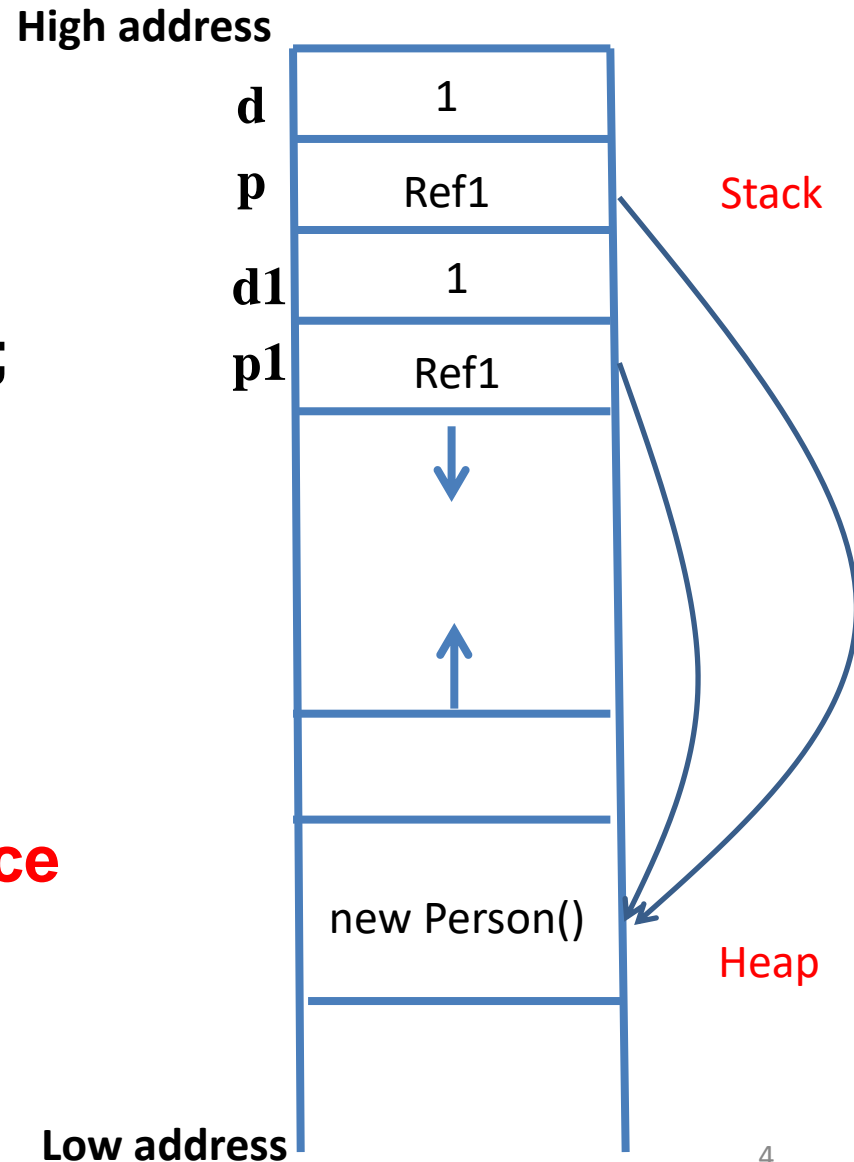 High address
d 1
p Ref1 Stack
d1 1
; p1 Ref1
ce
new Person()
Heap
Low address 4